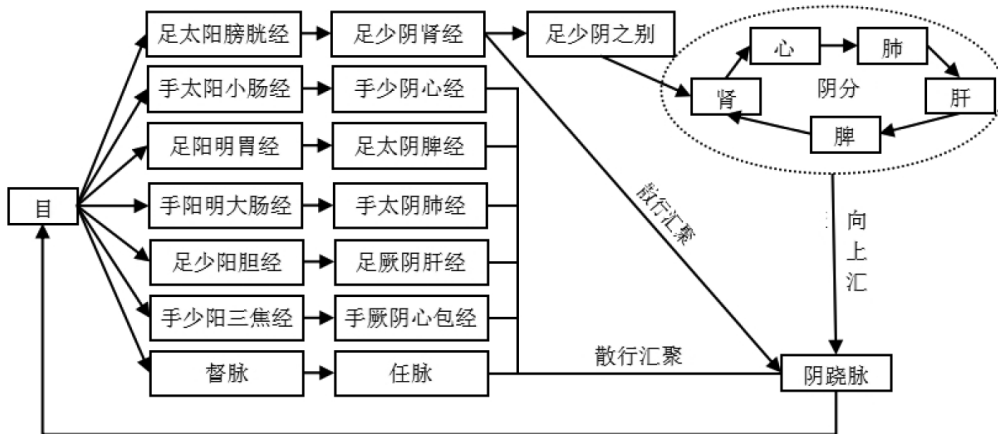 足太阳膀胱经
足少阴肾经
足少阴之别
心
肺
肾
阴分
肝
脾
手太阳小肠经
手少阴心经
足阳明胃经
足太阴脾经
目
手阳明大肠经
手太阴肺经
散行汇聚
向上汇
足少阳胆经
足厥阴肝经
手少阳三焦经
手厥阴心包经
散行汇聚
督脉
任脉
阴跷脉